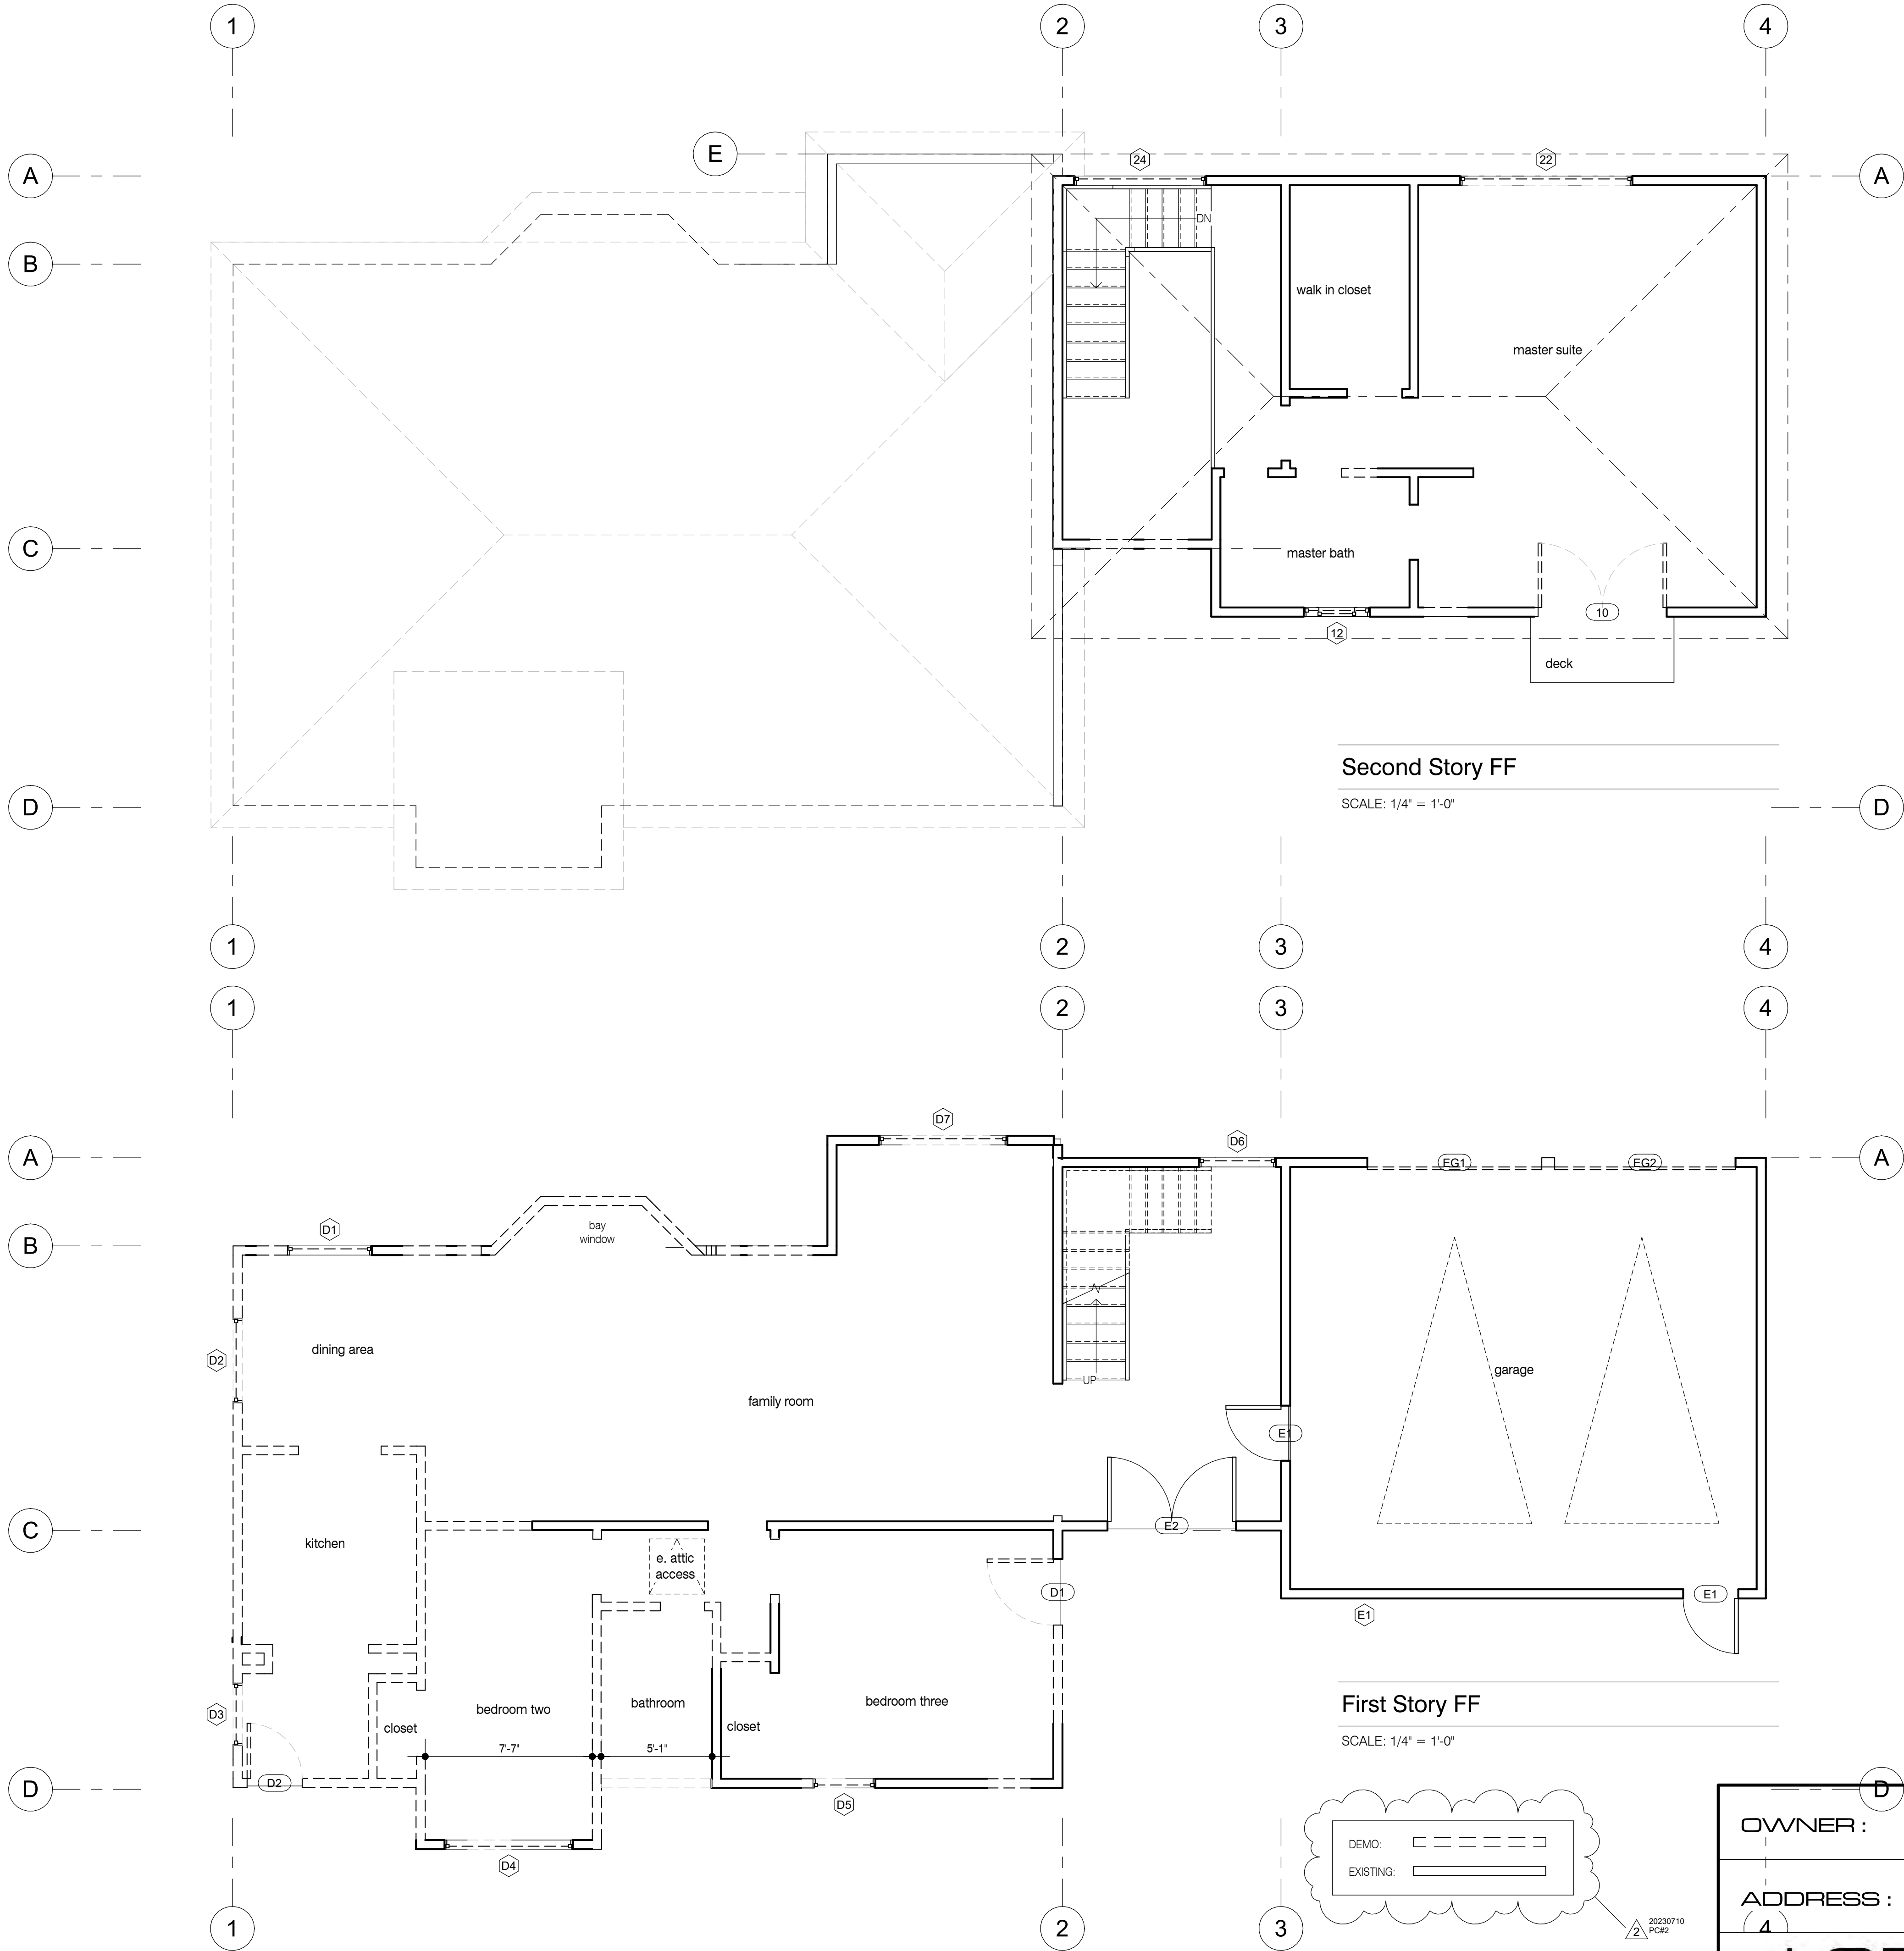 1
2
3
4
E
A
24
22
A
DN
B
walk in closet
master suite
C
master bath
10
12
deck
Second Story FF
SCALE: 1/4" = 1'-0"
D
D
1
2
3
4
1
2
3
4
D7
A
D6
EG1
EG2
A
D1
bay
window
B
dining area
D2
UP
garage
family room
E1
C
E2
kitchen
e. attic
access
D1
E1
E1
D3
closet
bedroom two
bathroom
bedroom three
closet
First Story FF
SCALE: 1/4" = 1'-0"
7'-7"
5'-1"
D
D2
D5
D
D4
DEMO:
EXISTING:
OWNER :
ADDRESS :
1
2
3
4
2
20230710
PC#2